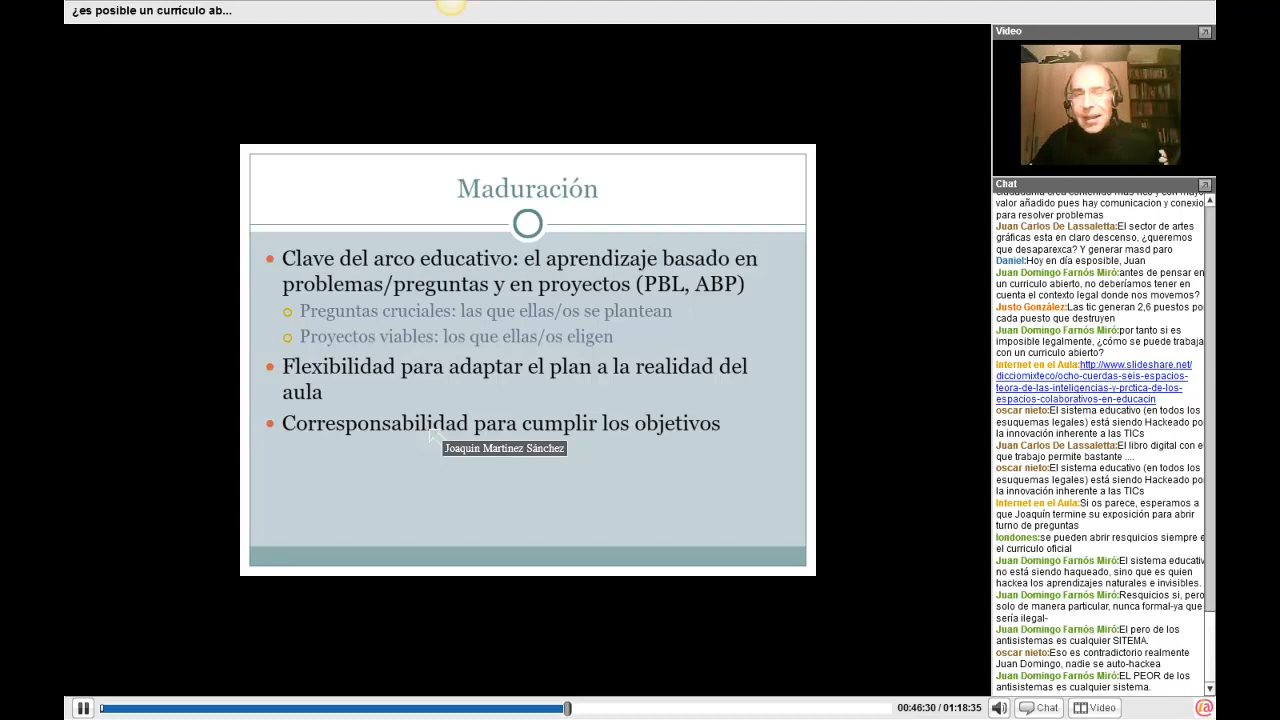 ¿es posible un curriculo ab...
Maduración
Clave del arco educativo: el aprendizaje basado en
problemas/preguntas y en proyectos (PBL, ABP)
Preguntas cruciales: las que ellas/os se plantean
Proyectos viables: los que ellas/os eligen
Flexibilidad para adaptar el plan a la realidad del
aula
Corresponsabilidad para cumplir los objetivos
Joaquin Martinez Sánchez
Video
Chat
valor añadido pues hay comunicacion y conexio
para resolver problemas
Juan Carlos De Lassaletta:El sector de artes
gráficas esta en claro descenso, ¿queremos
que desaparexca? Y generar masd paro
Daniel:Hoy en día esposible, Juan
Juan Domingo Farnós Miró:antes de pensar en
un curriculo abierto, no deberíamos tener en
cuenta el contexto legal donde nos movemos?
Justo González:Las tic generan 2,6 puestos por
cada puesto que destruyen
Juan Domingo Farnós Miró:por tanto si es
imposible legalmente, ¿cómo se puede trabaja
con un curriculo abierto?
Internet en el Aula:http://www.slideshare.net/
dicciomixteco/ocho-cuerdas-seis-espacios-
teora-de-las-inteligencias-y-prctica-de-los-
espacios-colaborativos-en-educacin
oscar nieto:El sistema educativo (en todos los
esquemas legales) está siendo Hackeado po
la innovación inherente a las TICs
Juan Carlos De Lassaletta:El libro digital con el
que trabajo permite bastante ....
oscar nieto:El sistema educativo (en todos los
esquemas legales) está siendo Hackeado po
la innovación inherente a las TICs
Internet en el Aula:Si os parece, esperamos a
que Joaquín termine su exposición para abrir
turno de preguntas
londones:se pueden abrir resquicios siempre e
el curriculo oficial
Juan Domingo Farnós Miró:El sistema educativ
no está siendo haqueado, sino que es quien
hackea los aprendizajes naturales e invisibles.
Juan Domingo Farnós Miró:Resquicios si, pero
solo de manera particular, nunca formal-ya que
sería ilegal-
Juan Domingo Farnós Miró:El pero de los
antisistemas es cualquier SITEMA.
oscar nieto:Eso es contradictorio realmente
Juan Domingo, nadie se auto-hackea
Juan Domingo Farnós Miró:EL PEOR de los
antisistemas es cualquier sistema.
00:46:30 / 01:18:35
Chat
Video